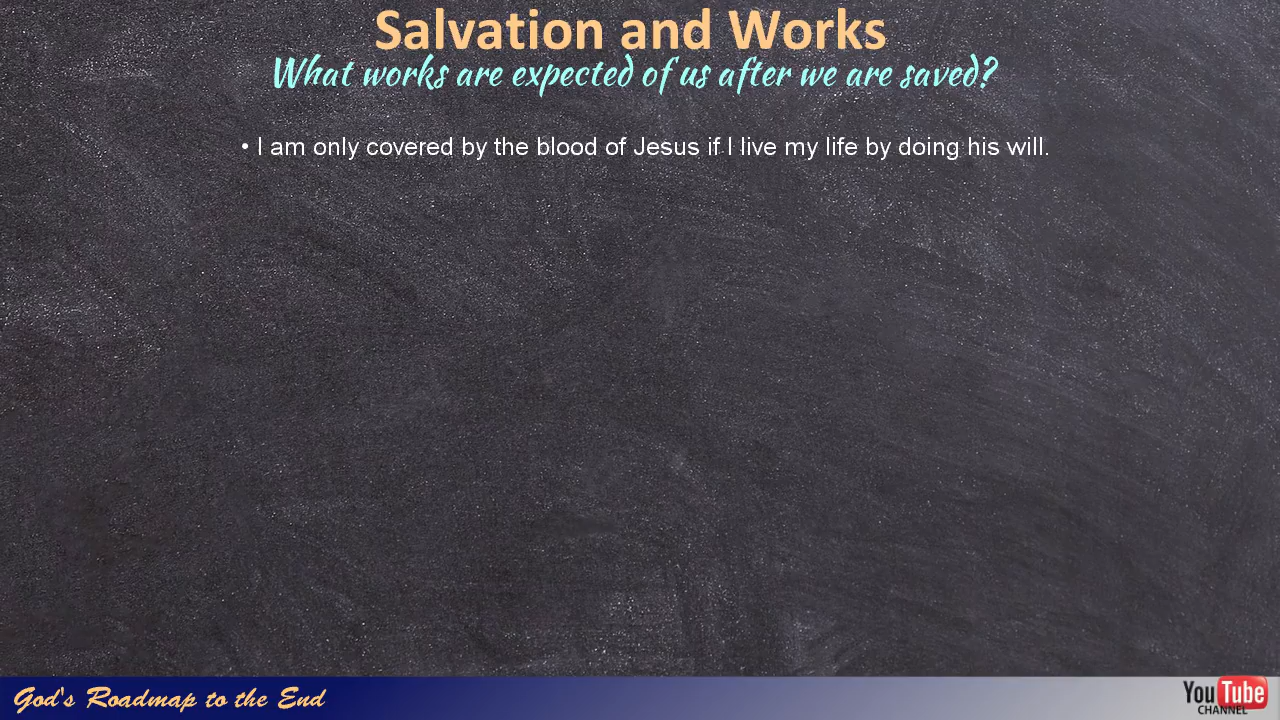 Salvation and Works
What works are expected of us after we are saved?
• I am only covered by the blood of Jesus if I live my life by doing his will.
God's Roadmap to the End
YouTube
CHANNEL